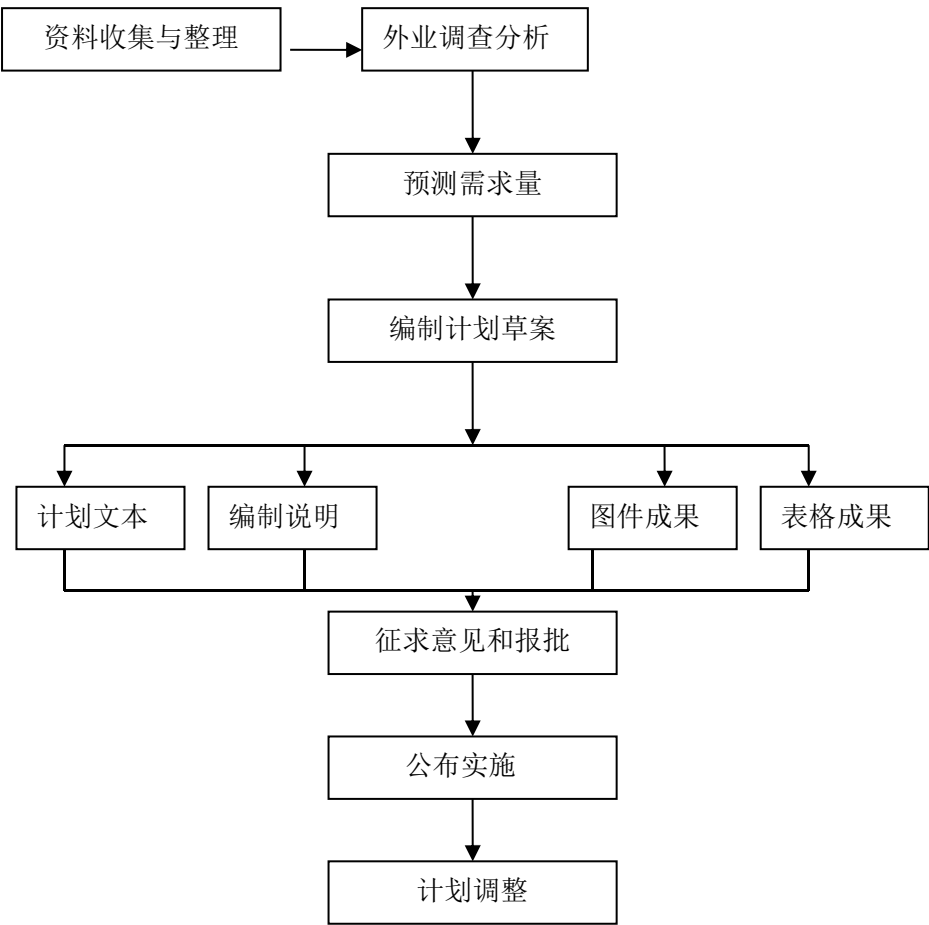 资料收集与整理
外业调查分析
预测需求量
编制计划草案
计划文本
编制说明
图件成果
表格成果
征求意见和报批
公布实施
计划调整